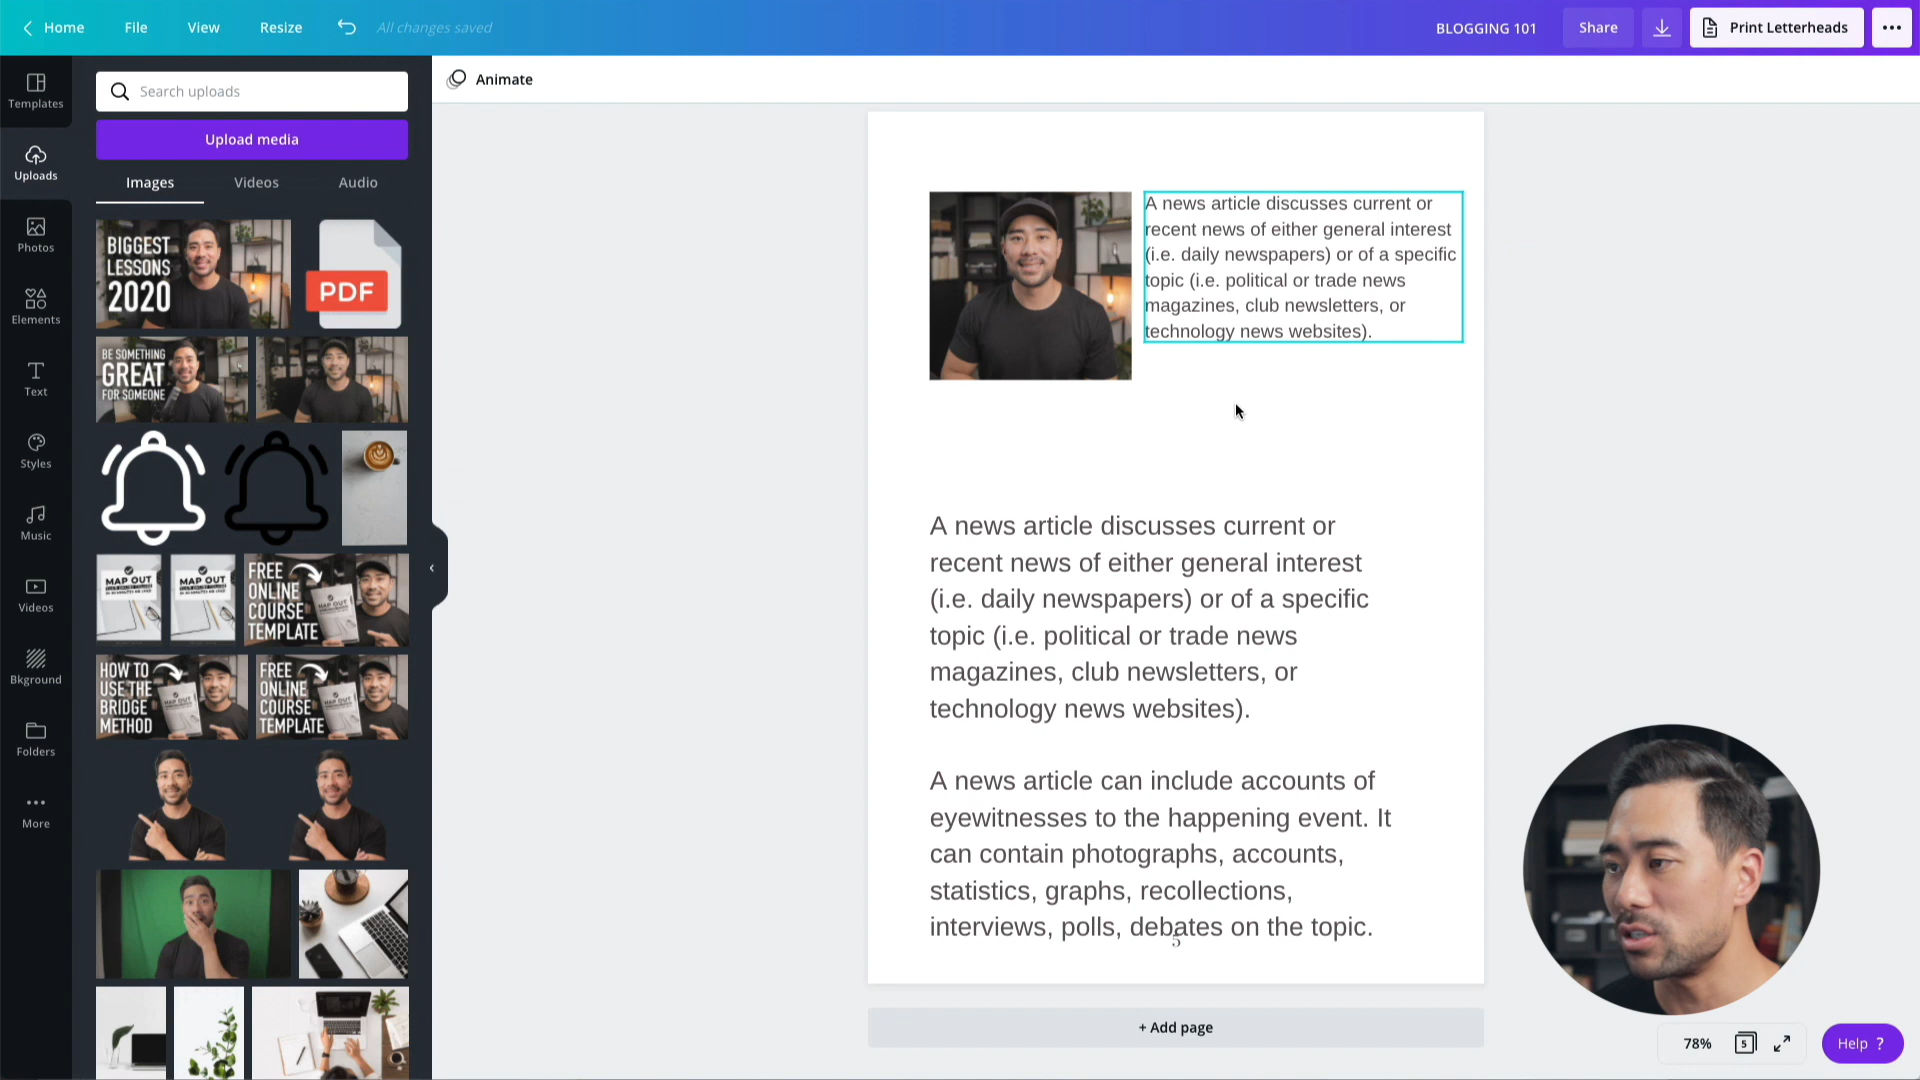 Home
File
View
Resize
All changes saved
BLOGGING 101
Share
Print Letterheads
Templates
Uploads
Photos
Elements
Text
Styles
Music
Videos
Bkground
Folders
More
Search uploads
Upload media
Images
Videos
Audio
BIGGEST
LESSONS
2020
PDF
BE SOMETHING
GREAT
FOR SOMEONE
MAP OUT
MAP OUT
FREE
ONLINE
COURSE
TEMPLATE
MAP OUT
HOW TO
USE THE
BRIDGE
METHOD
FREE
ONLINE
COURSE
TEMPLATE
Animate
A news article discusses current or
recent news of either general interest
(i.e. daily newspapers) or of a specific
topic (i.e. political or trade news
magazines, club newsletters, or
technology news websites).
A news article discusses current or
recent news of either general interest
(i.e. daily newspapers) or of a specific
topic (i.e. political or trade news
magazines, club newsletters, or
technology news websites).
A news article can include accounts of
eyewitnesses to the happening event. It
can contain photographs, accounts,
statistics, graphs, recollections,
interviews, polls, debates on the topic.
5
+ Add page
78%
5
Help ?